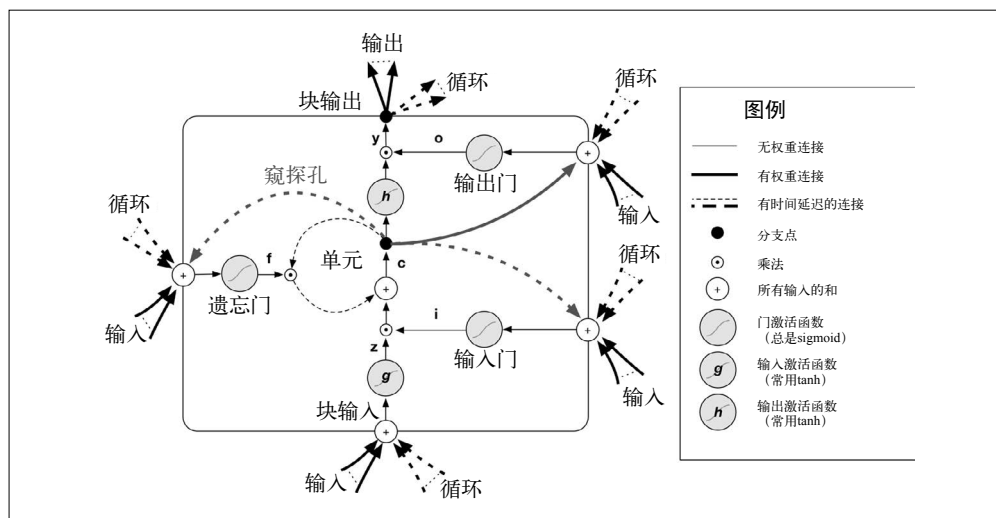 输出
循环
块输出
循环
y
o
输出门
h
输入
窥探孔
循环
循环
f
单元
c
遗忘门
输入
i
输入门
z
g
输入
块输入
输入
循环
图例
无权重连接
有权重连接
有时间延迟的连接
分支点
乘法
所有输入的和
门激活函数
（总是sigmoid）
g
输入激活函数
（常用tanh）
h
输出激活函数
（常用tanh）